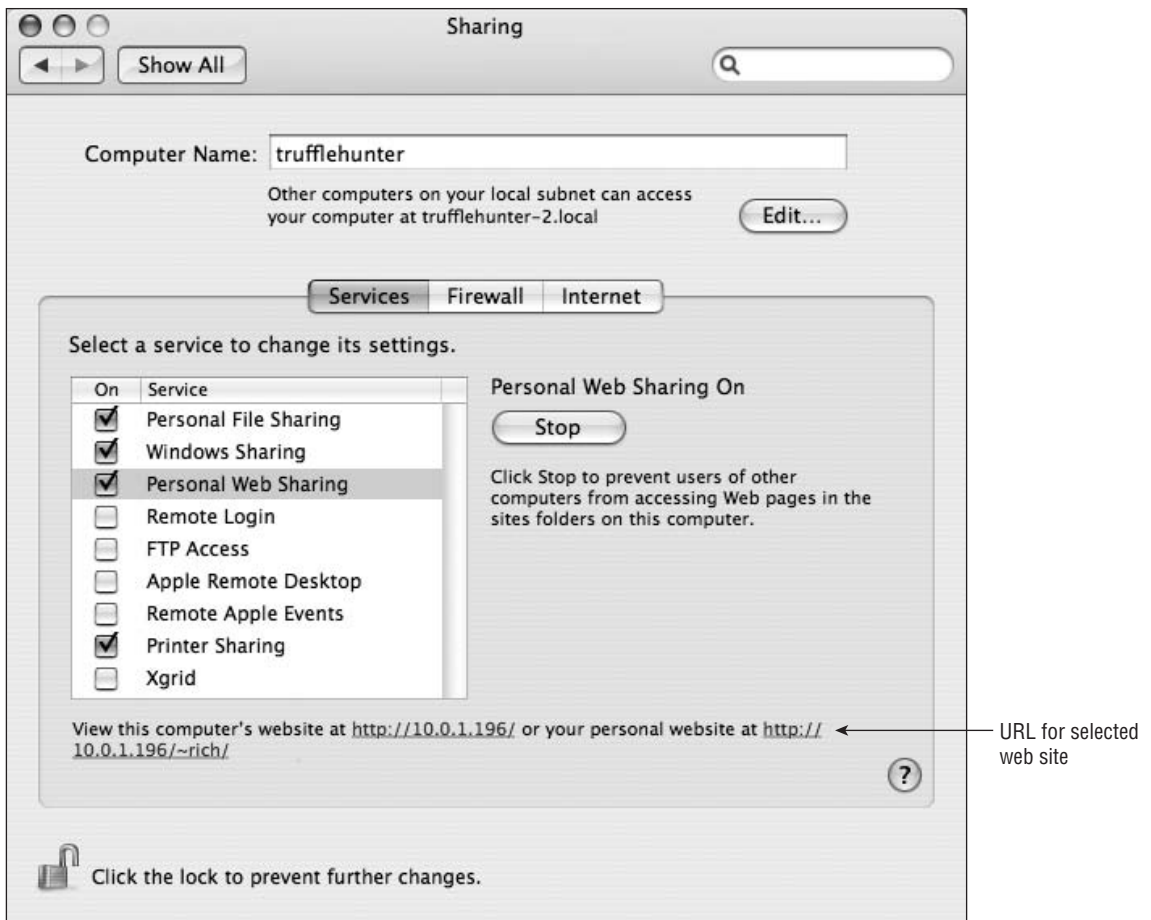 Sharing
Show All
Computer Name: trufflehunter
Other computers on your local subnet can access
your computer at trufflehunter-2.local
Edit...
Services Firewall Internet
Select a service to change its settings.
On Service
Personal File Sharing
Windows Sharing
Personal Web Sharing
Remote Login
FTP Access
Apple Remote Desktop
Remote Apple Events
Printer Sharing
Xgrid
Personal Web Sharing On
Stop
Click Stop to prevent users of other
computers from accessing Web pages in the
sites folders on this computer.
View this computer's website at http://10.0.1.196/ or your personal website at http://
10.0.1.196/~rich/
URL for selected
web site
?
Click the lock to prevent further changes.